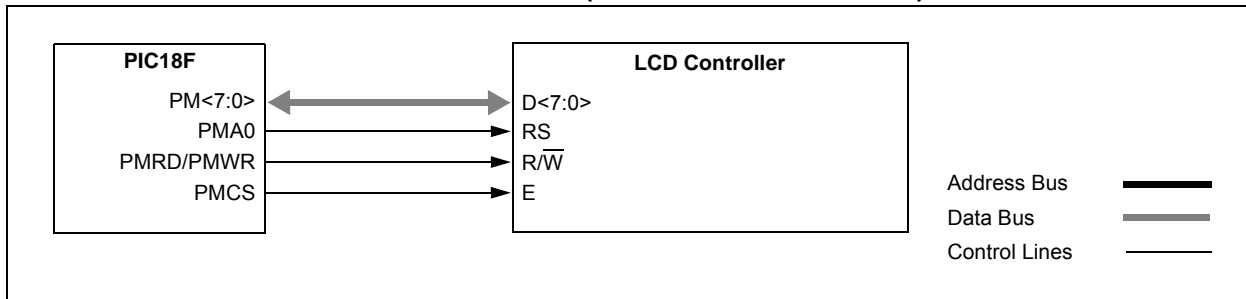 PIC18F
LCD Controller
PM<7:0>
D<7:0>
PMA0
RS
PMRD/PMWR
R/W
PMCS
E
Address Bus
Data Bus
Control Lines